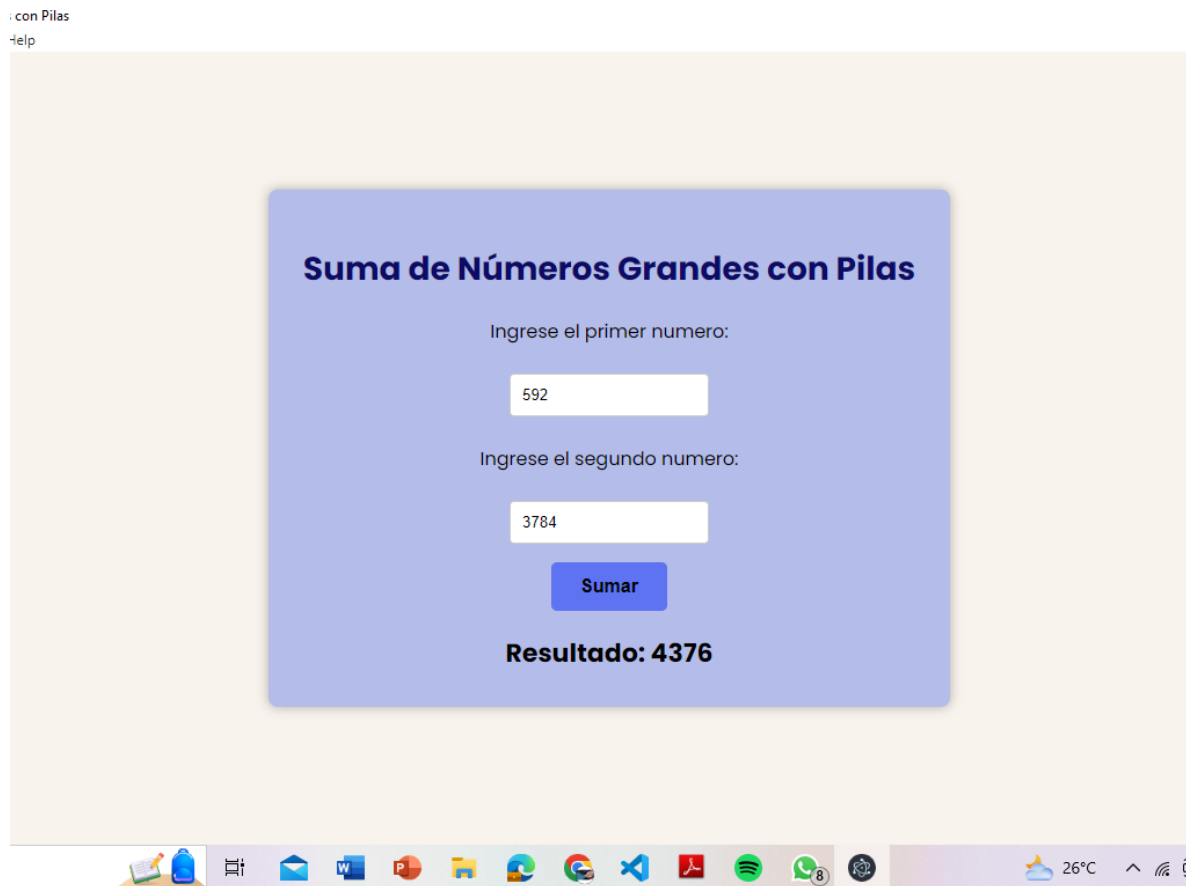 con Pilas
Help
Suma de Números Grandes con Pilas
Ingrese el primer numero:
592
Ingrese el segundo numero:
3784
Sumar
Resultado: 4376
W
P
8
26°C